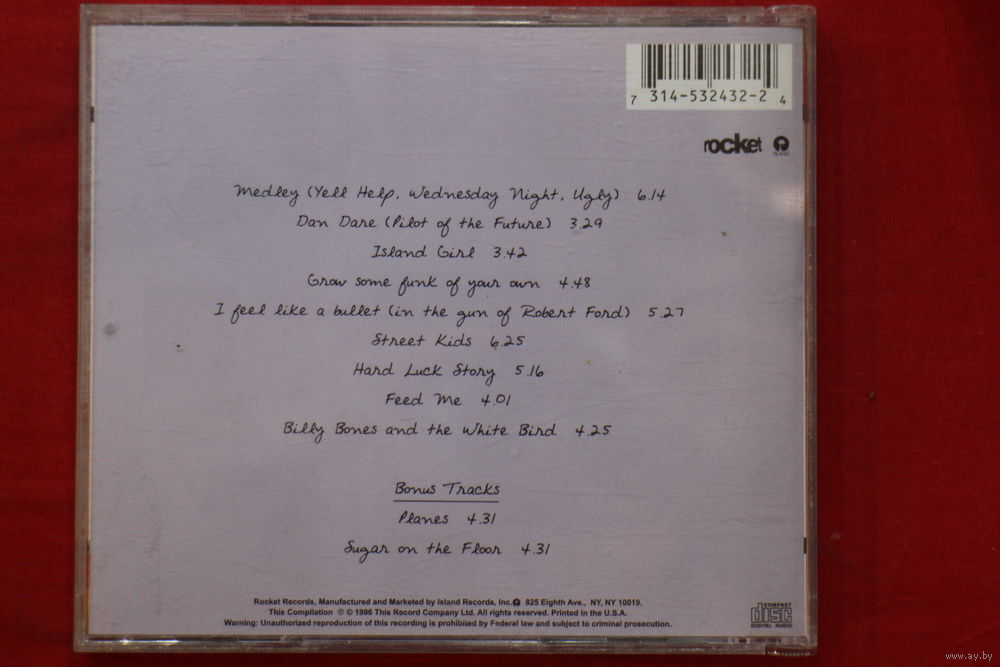 7 314-532432-2 4
rocket ISLAND
Medley (Yell Help, Wednesday Night, Ugly) 6.14
Dan Dare (Pilot of the Future) 3.29
Island Girl 3.42
Grow some funk of your own 4.48
I feel like a bullet (in the gun of Robert Ford) 5.27
Street Kids 6.25
Hard Luck Story 5.16
Feed Me 4.01
Billy Bones and the White Bird 4.25
Bonus Tracks
Planes 4.31
Sugar on the Floor 4.31
Rocket Records, Manufactured and Marketed by Island Records, Inc. 825 Eighth Ave., NY, NY 10019.
This Compilation ℗ © 1996 This Record Company Ltd. All rights reserved. Printed in the U.S.A.
Warning: Unauthorized reproduction of this recording is prohibited by Federal law and subject to criminal prosecution.
COMPACT
disc
DIGITAL AUDIO
www.ay.by